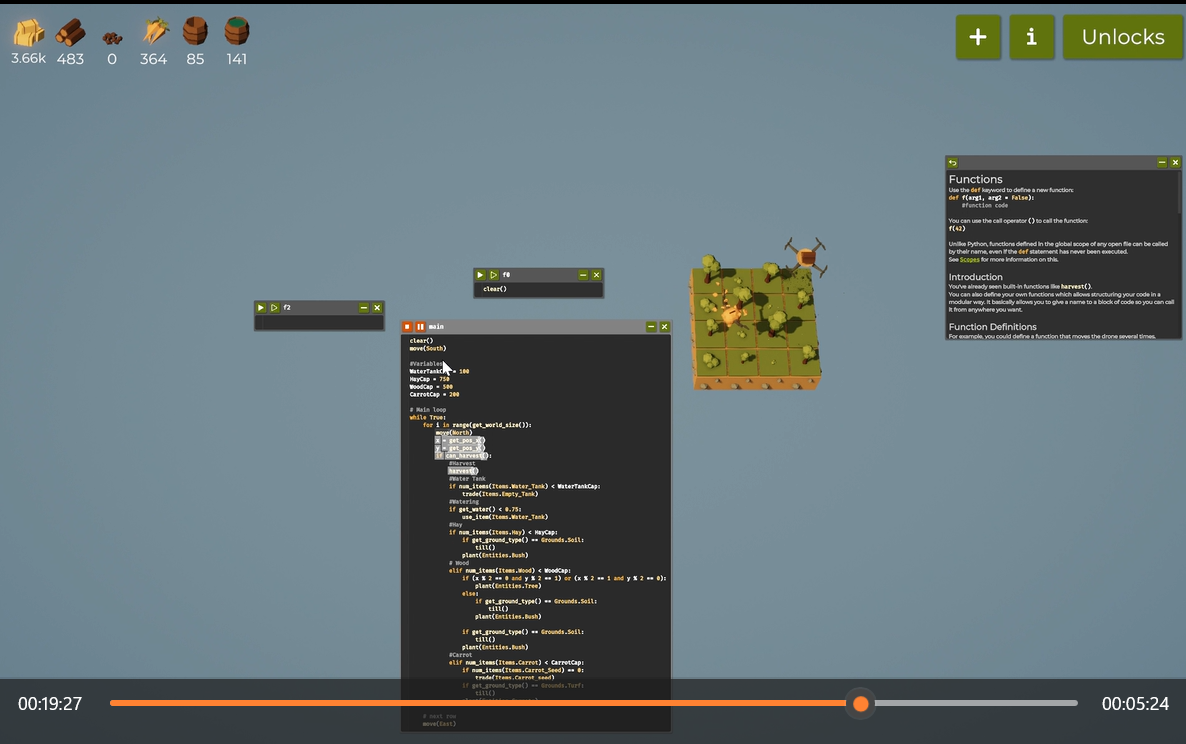 3.66k 483 0 364 85 141
+ i Unlocks
Functions
Use the def keyword to define a new function:
def f(arg1, arg2 = False):
#function code
You can use the call operator () to call the function:
f(42)
Unlike Python, functions defined in the global scope of any open file can be called
by their name, even if the def statement has never been executed.
See Scopes for more information on this.
Introduction
You've already seen built-in functions like harvest().
You can also define your own functions which allows structuring your code in a
modular way. It basically allows you to give a name to a block of code so you can call
it from anywhere you want.
Function Definitions
For example, you could define a function that moves the drone several times.
f0
clear()
f2
main
clear()
move(South)
#Variables
= 100
HayCap = 750
WoodCap = 500
CarrotCap = 200
# Main loop
while True:
for i in range(get_world_size()):
move(North)
x = get_pos_x()
y = get_pos_y()
if can_harvest():
#Harvest
harvest()
#Water Tank
if num_items(Items.Water_Tank) < WaterTankCap:
trade(Items.Empty_Tank)
#Watering
if get_water() < 0.75:
use_item(Items.Water_Tank)
#Hay
if num_items(Items.Hay) < HayCap:
if get_ground_type() == Grounds.Soil:
till()
plant(Entities.Bush)
# Wood
elif num_items(Items.Wood) < WoodCap:
if (x % 2 == 0 and y % 2 == 1) or (x % 2 == 1 and y % 2 == 0):
plant(Entities.Tree)
else:
if get_ground_type() == Grounds.Soil:
till()
plant(Entities.Bush)
if get_ground_type() == Grounds.Soil:
till()
plant(Entities.Bush)
#Carrot
elif num_items(Items.Carrot) < CarrotCap:
if num_items(Items.Carrot_Seed) == 0:
trade(Items.Carrot_seed)
if get_ground_type() == Grounds.Turf:
till()
# next row
move(East)
00:19:27
00:05:24